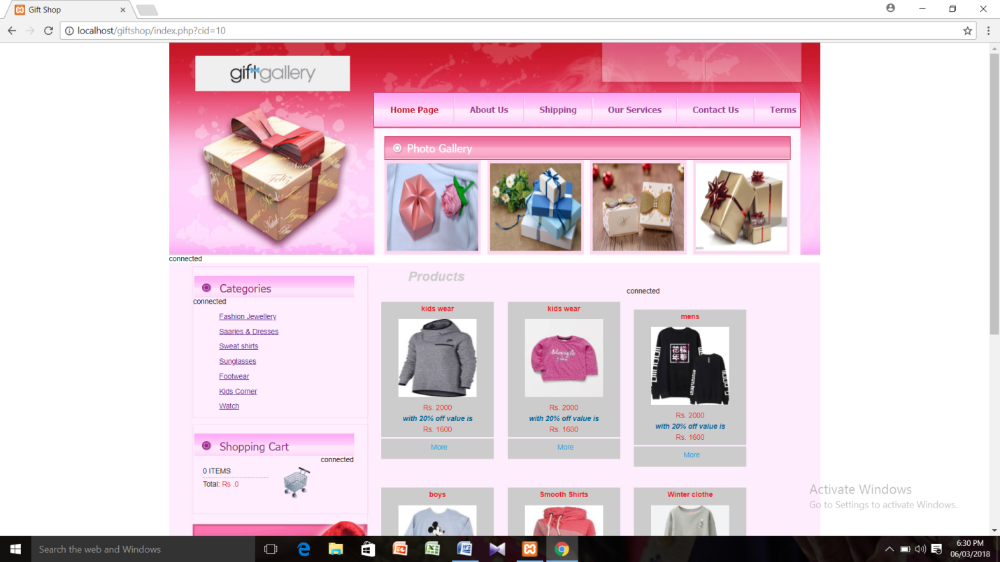 Gift Shop
localhost/giftshop/index.php?cid=10
giftgallery
Home Page About Us Shipping Our Services Contact Us Terms
Photo Gallery
connected
Categories
connected
Fashion Jewellery
Saaries & Dresses
Sweat shirts
Sunglasses
Footwear
Kids Corner
Watch
Shopping Cart
connected
0 ITEMS
Total: Rs .0
Products
connected
kids wear
Rs. 2000
with 20% off value is
Rs. 1600
More
kids wear
Rs. 2000
with 20% off value is
Rs. 1600
More
mens
花樣
年華
Rs. 2000
with 20% off value is
Rs. 1600
More
boys
Smooth Shirts
Winter clothe
Activate Windows
Go to Settings to activate Windows.
Search the web and Windows
6:30 PM
06/03/2018